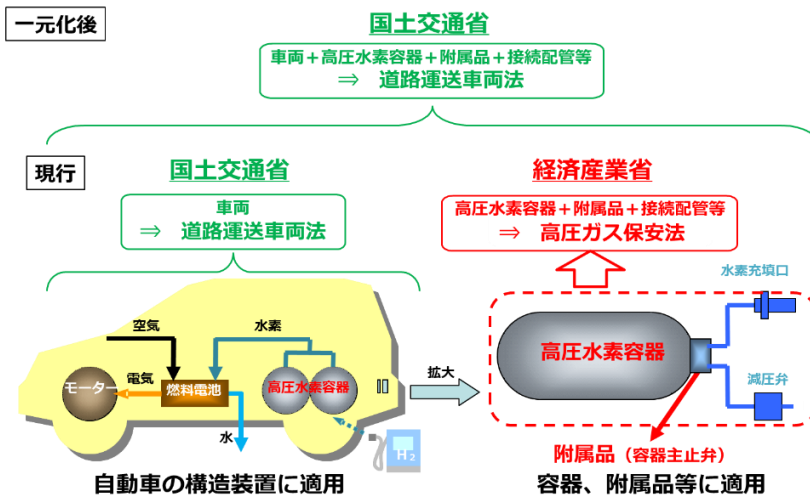 一元化後
国土交通省
車両＋高圧水素容器＋附属品＋接続配管等
⇒ 道路運送車両法
現行
国土交通省
車両
⇒ 道路運送車両法
経済産業省
高圧水素容器＋附属品＋接続配管等
⇒ 高圧ガス保安法
水素充填口
空気
水素
電気
モーター
燃料電池
高圧水素容器
水
H₂
拡大
高圧水素容器
減圧弁
附属品（容器主止弁）
自動車の構造装置に適用
容器、附属品等に適用